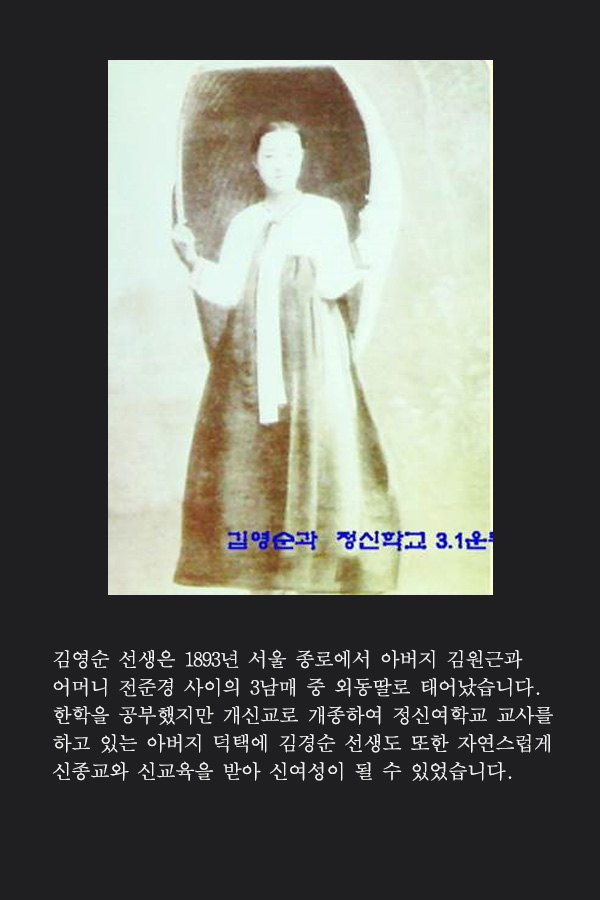 김영순과 정신학교 3.1운
김영순 선생은 1893년 서울 종로에서 아버지 김원근과
어머니 전준경 사이의 3남매 중 외동딸로 태어났습니다.
한학을 공부했지만 개신교로 개종하여 정신여학교 교사를
하고 있는 아버지 덕택에 김경순 선생도 또한 자연스럽게
신종교와 신교육을 받아 신여성이 될 수 있었습니다.